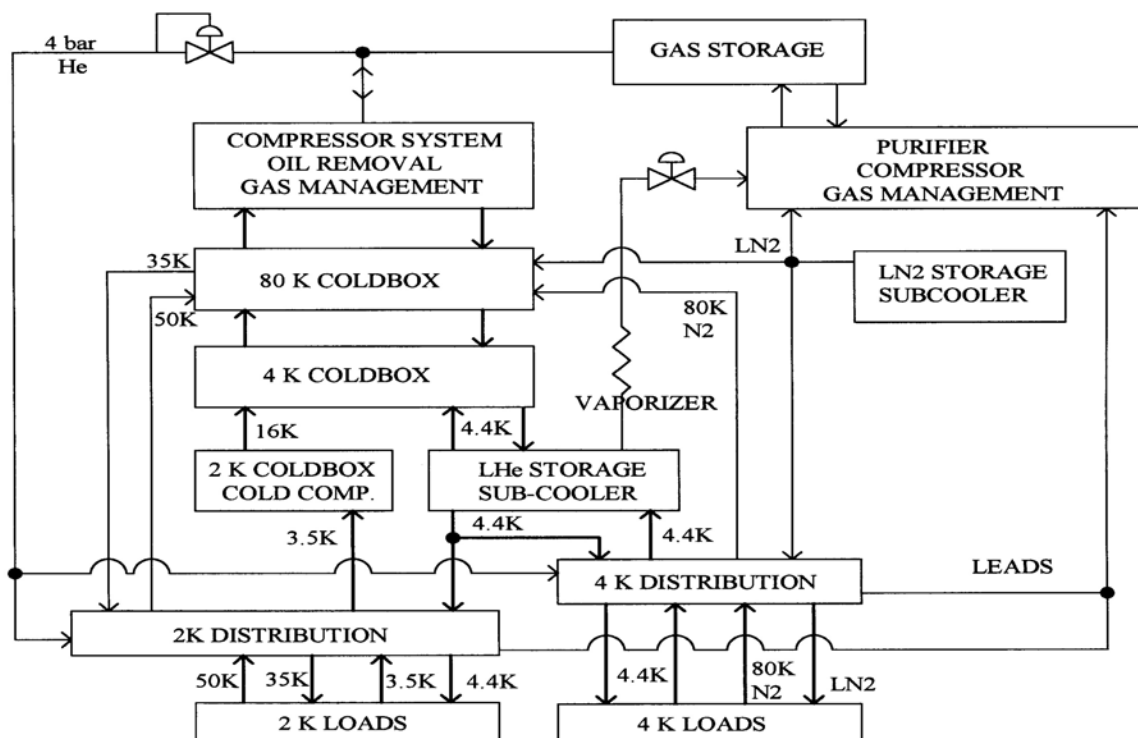 4 bar
He
GAS STORAGE
COMPRESSOR SYSTEM
OIL REMOVAL
GAS MANAGEMENT
PURIFIER
COMPRESSOR
GAS MANAGEMENT
35K
80 K COLDBOX
LN2
LN2 STORAGE
SUBCOOLER
50K
80K
N2
4 K COLDBOX
VAPORIZER
16K
4.4K
2 K COLDBOX
COLD COMP.
LHe STORAGE
SUB-COOLER
3.5K
4.4K
4.4K
4 K DISTRIBUTION
LEADS
2K DISTRIBUTION
50K
35K
3.5K
4.4K
4.4K
80K
N2
LN2
2 K LOADS
4 K LOADS